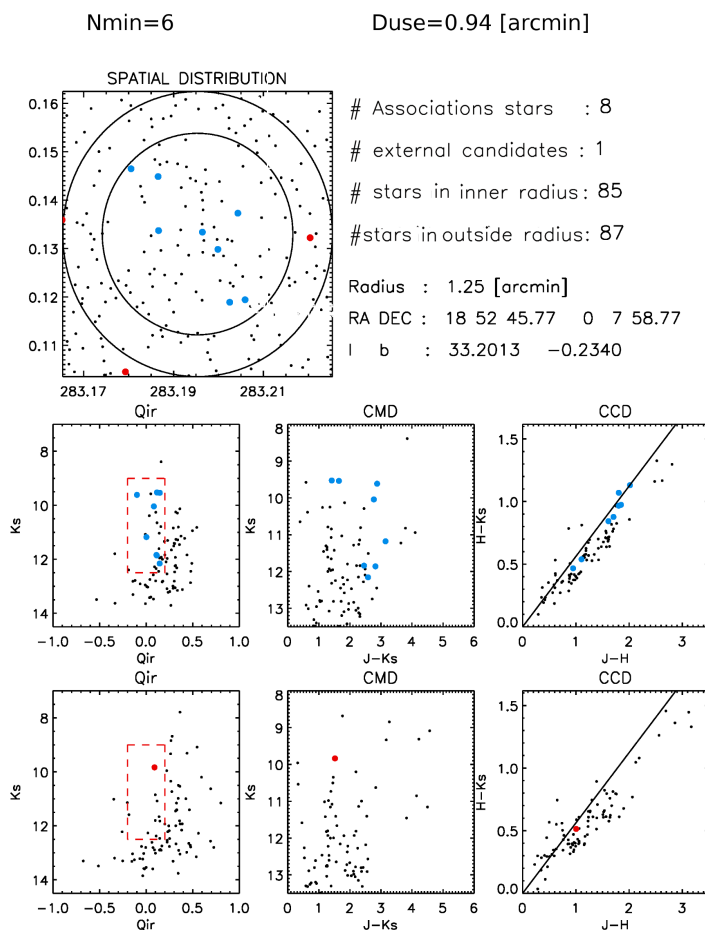 Nmin=6 Duse=0.94 [arcmin]
SPATIAL DISTRIBUTION
# Associations stars : 8
# external candidates : 1
# stars in inner radius: 85
#stars in outside radius: 87
Radius : 1.25 [arcmin]
RA DEC : 18 52 45.77 0 7 58.77
l b : 33.2013 −0.2340
0.16
0.15
0.14
0.13
0.12
0.11
283.17 283.19 283.21
Qir CMD CCD
Ks
8
10
12
14
−1.0 −0.5 0.0 0.5 1.0
Qir
Ks
8
9
10
11
12
13
0 1 2 3 4 5 6
J−Ks
H−Ks
1.5
1.0
0.5
0.0
0 1 2 3
J−H
Qir CMD CCD
Ks
8
10
12
14
−1.0 −0.5 0.0 0.5 1.0
Qir
Ks
8
9
10
11
12
13
0 1 2 3 4 5 6
J−Ks
H−Ks
1.5
1.0
0.5
0.0
0 1 2 3
J−H